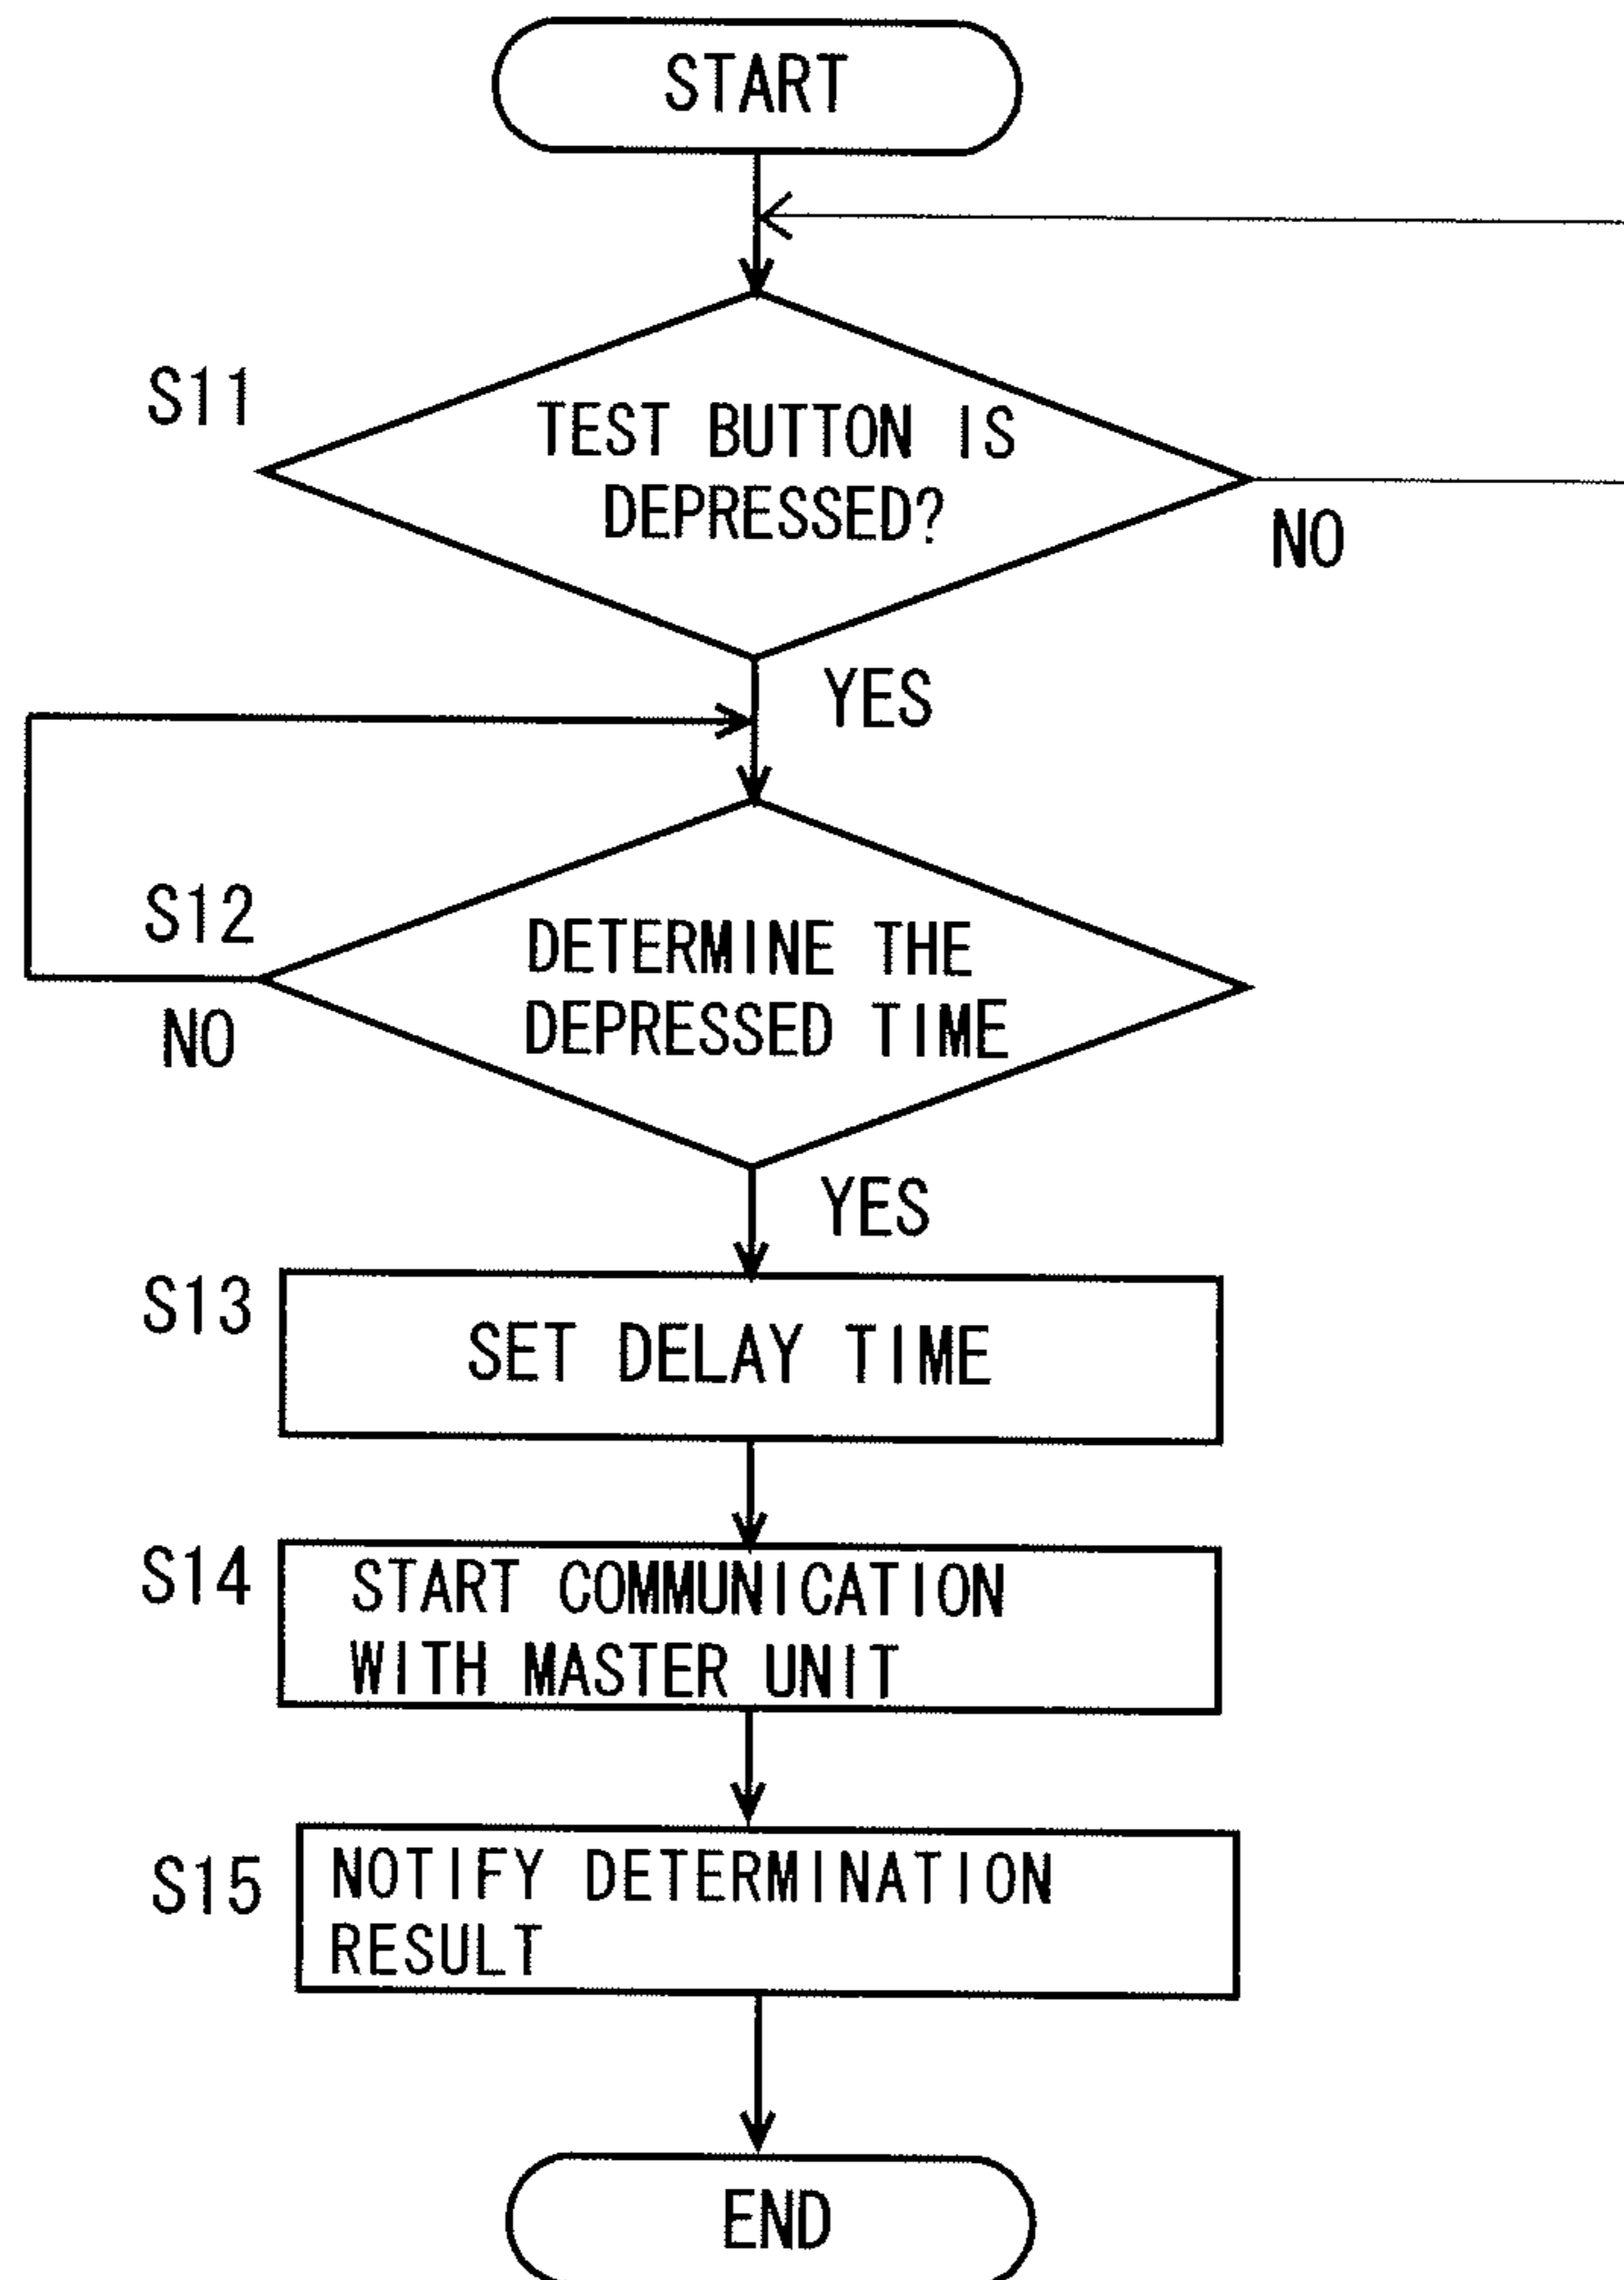 START
S11
TEST BUTTON IS
DEPRESSED?
NO
YES
S12
DETERMINE THE
DEPRESSED TIME
NO
YES
S13
SET DELAY TIME
S14
START COMMUNICATION
WITH MASTER UNIT
S15
NOTIFY DETERMINATION
RESULT
END